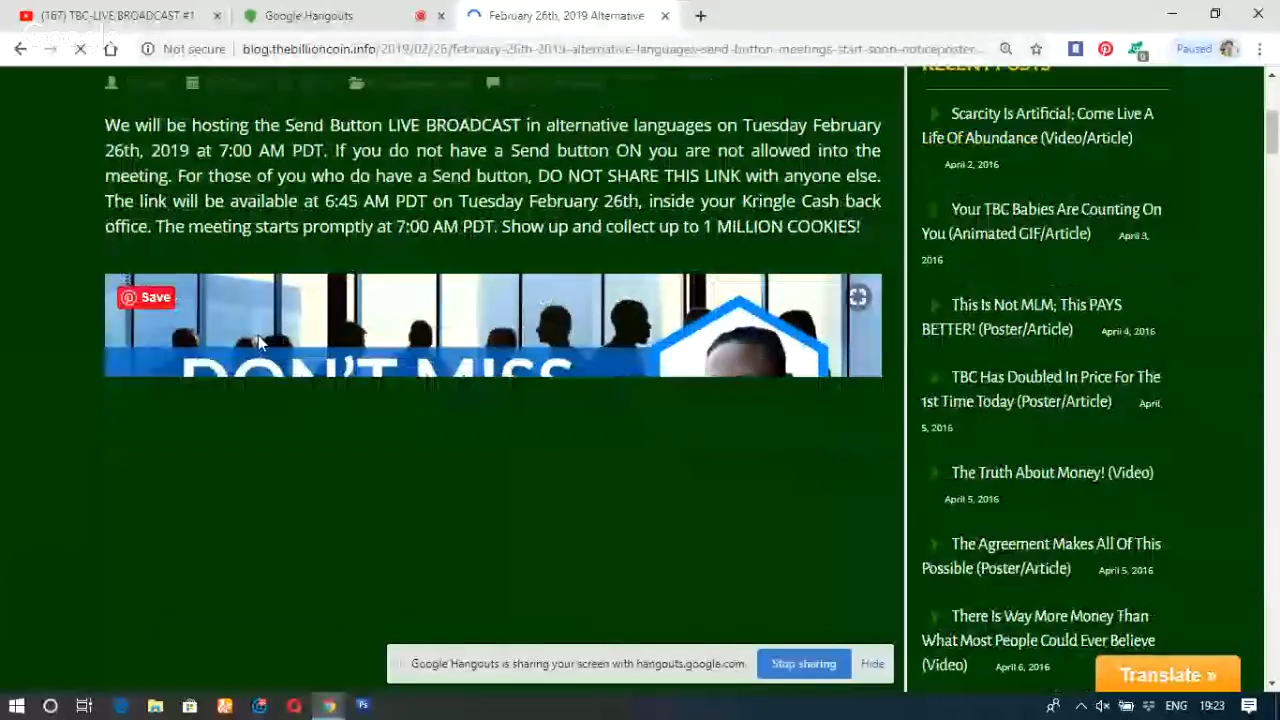 (167) TBC-LIVE BROADCAST #1
Google Hangouts
February 26th, 2019 Alternative
Google
Not secure
blog.thebillioncoin.info/2019/02/26/february-26th-2019-alternative-languages-send-button-meetings-start-soon-noticeposter...
0
Paused
RECENT POSTS
We will be hosting the Send Button LIVE BROADCAST in alternative languages on Tuesday February
26th, 2019 at 7:00 AM PDT. If you do not have a Send button ON you are not allowed into the
meeting. For those of you who do have a Send button, DO NOT SHARE THIS LINK with anyone else.
The link will be available at 6:45 AM PDT on Tuesday February 26th, inside your Kringle Cash back
office. The meeting starts promptly at 7:00 AM PDT. Show up and collect up to 1 MILLION COOKIES!
Save
DON'T MISS
Scarcity Is Artificial; Come Live A
Life Of Abundance (Video/Article)
April 2, 2016
Your TBC Babies Are Counting On
You (Animated GIF/Article) April 3,
2016
This Is Not MLM; This PAYS
BETTER! (Poster/Article) April 4, 2016
TBC Has Doubled In Price For The
1st Time Today (Poster/Article) April
5, 2016
The Truth About Money! (Video)
April 5, 2016
The Agreement Makes All Of This
Possible (Poster/Article) April 5, 2016
There Is Way More Money Than
What Most People Could Ever Believe
(Video) April 6, 2016
Google Hangouts is sharing your screen with hangouts.google.com.
Stop sharing
Hide
Translate »
ENG
19:23